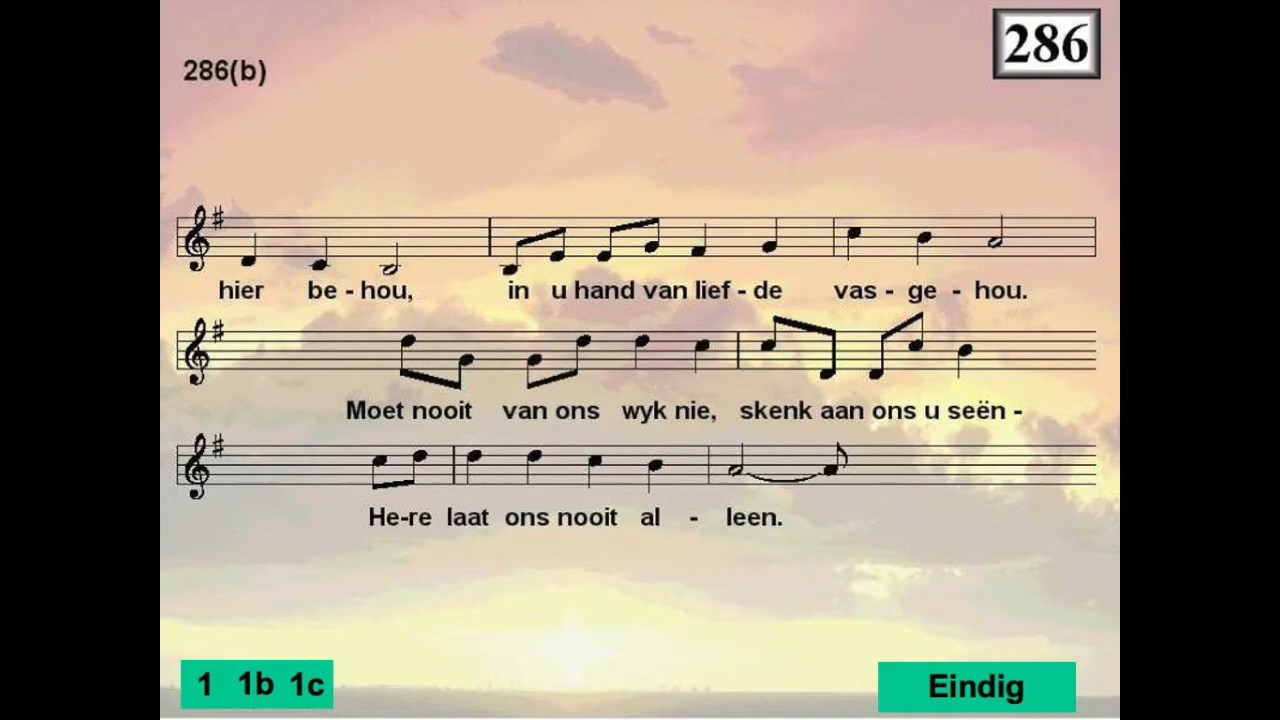 286
286(b)
hier be - hou, in u hand van lief - de vas - ge - hou.
Moet nooit van ons wyk nie, skenk aan ons u seën -
He-re laat ons nooit al - leen.
1 1b 1c
Eindig